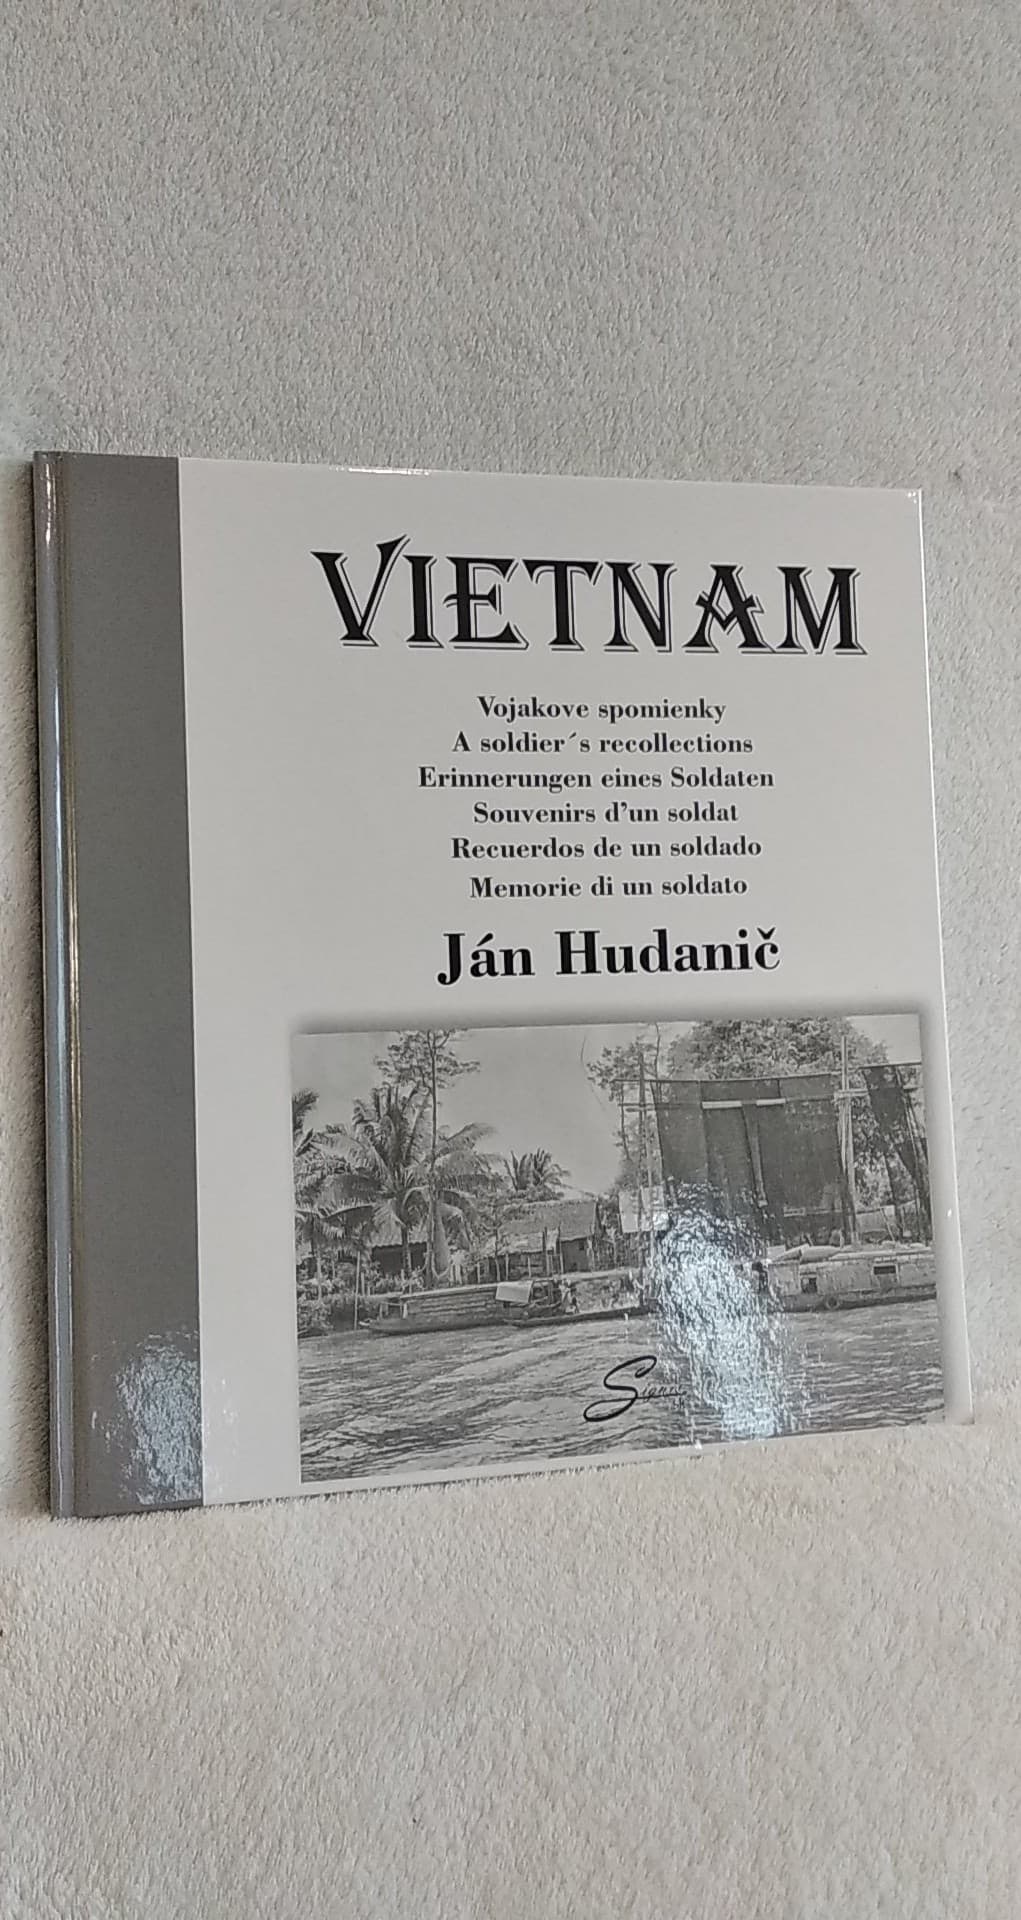 VIETNAM
Vojakove spomienky
A soldier´s recollections
Erinnerungen eines Soldaten
Souvenirs d'un soldat
Recuerdos de un soldado
Memorie di un soldato
Ján Hudanič